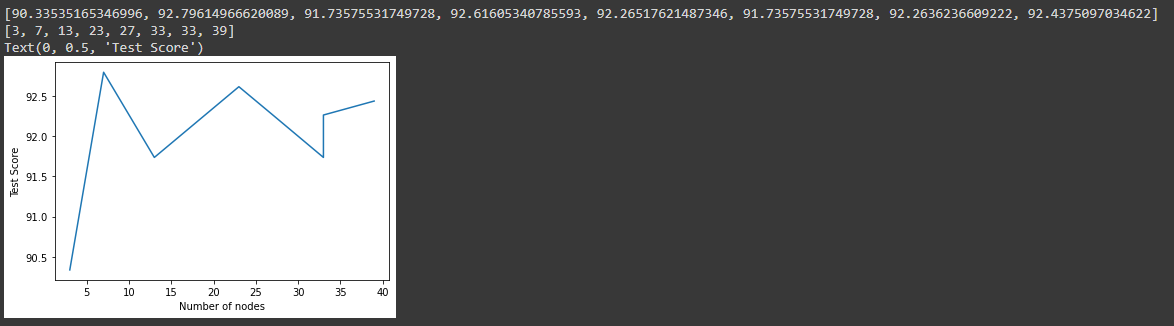 [90.33535165346996, 92.79614966620089, 91.73575531749728, 92.61605340785593, 92.26517621487346, 91.73575531749728, 92.2636236609222, 92.4375097034622]
[3, 7, 13, 23, 27, 33, 33, 39]
Text(0, 0.5, 'Test Score')
92.5
92.0
91.5
91.0
90.5
Test Score
5 10 15 20 25 30 35 40
Number of nodes